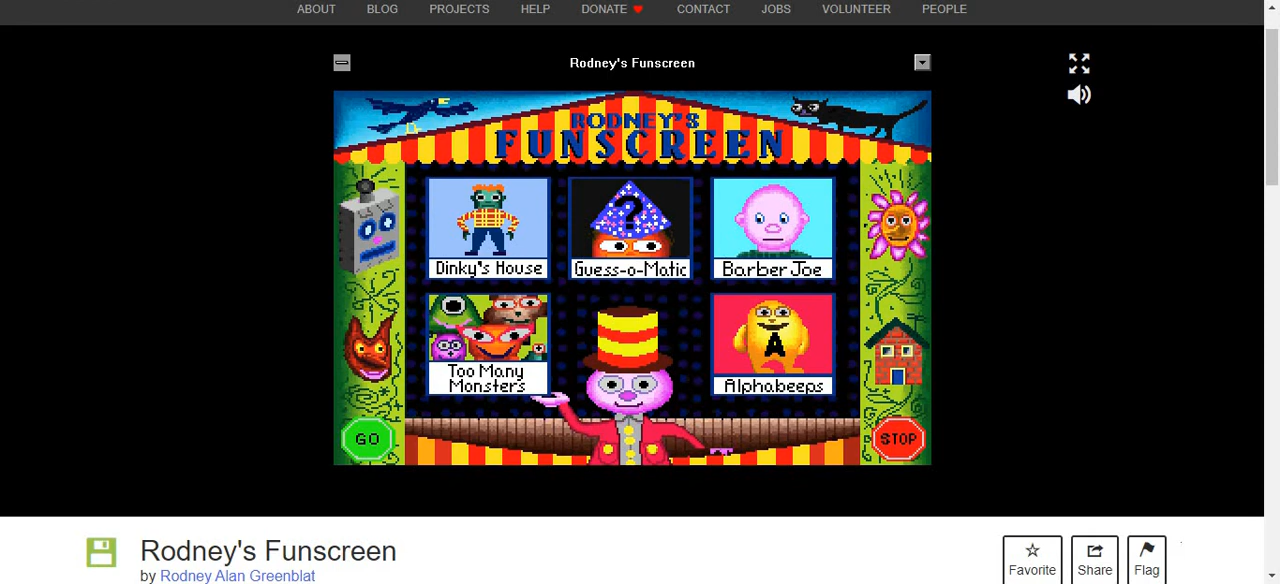 ABOUT BLOG PROJECTS HELP DONATE CONTACT JOBS VOLUNTEER PEOPLE
Rodney's Funscreen
RODNEY'S
FUNSCREEN
?
Dinky's House Guess-o-Matic Barber Joe
A
Too Many
Monsters
Alphabeeps
GO STOP
Rodney's Funscreen
by Rodney Alan Greenblat
Favorite Share Flag